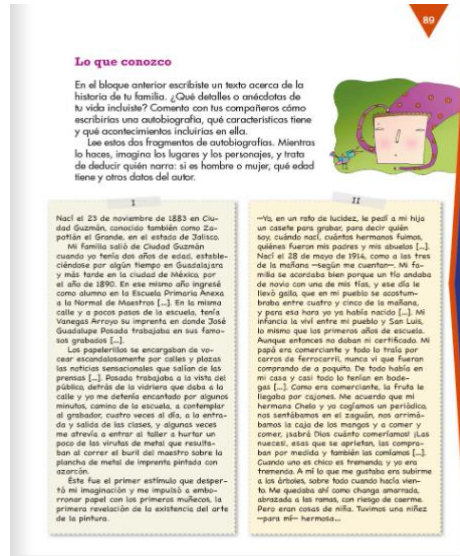 89
Lo que conozco
En el bloque anterior escribiste un texto acerca de la
historia de tu familia. ¿Qué detalles o anécdotas de
tu vida incluiste? Comenta con tus compañeros cómo
escribirías una autobiografía, qué características tiene
y qué acontecimientos incluirías en ella.
Lee estos dos fragmentos de autobiografías. Mientras
lo haces, imagina los lugares y los personajes, y trata
de deducir quién narra: si es hombre o mujer, qué edad
tiene y otros datos del autor.
I
Nací el 23 de noviembre de 1883 en Ciu-
dad Guzmán, conocido también como Za-
potlán el Grande, en el estado de Jalisco.
Mi familia salió de Ciudad Guzmán
cuando yo tenía dos años de edad, estable-
ciéndose por algún tiempo en Guadalajara
y más tarde en la ciudad de México, por
el año de 1890. En ese mismo año ingresé
como alumno en la Escuela Primaria Anexa
a la Normal de Maestros [...]. En la misma
calle y a pocos pasos de la escuela, tenía
Vanegas Arroyo su imprenta en donde José
Guadalupe Posada trabajaba en sus famo-
sos grabados [...].
Los papelerillos se encargaban de vo-
cear escandalosamente por calles y plazas
las noticias sensacionales que salían de las
prensas [...]. Posada trabajaba a la vista del
público, detrás de la vidriera que daba a la
calle y yo me detenía encantado por algunos
minutos, camino de la escuela, a contemplar
al grabador, cuatro veces al día, a la entra-
da y salida de las clases, y algunas veces
me atrevía a entrar al taller a hurtar un
poco de las virutas de metal que resulta-
ban al correr el buril del maestro sobre la
plancha de metal de imprenta pintada con
azarcón.
Éste fue el primer estímulo que desper-
tó mi imaginación y me impulsó a embo-
rronar papel con los primeros muñecos, la
primera revelación de la existencia del arte
de la pintura.
II
—Yo, en un rato de lucidez, le pedí a mi hija
un casete para grabar, para decir quién
soy, cuándo nací, cuántos hermanos fuimos,
quiénes fueron mis padres y mis abuelos [...].
Nací el 28 de mayo de 1914, como a las tres
de la mañana —según me cuentan—. Mi fa-
milia se acordaba bien porque un tío andaba
de novio con una de mis tías, y ese día le
llevó gallo, que en mi pueblo se acostum-
braba entre cuatro y cinco de la mañana,
y para esa hora yo ya había nacido [...]. Mi
infancia la viví entre mi pueblo y San Luis,
lo mismo que los primeros años de escuela.
Aunque entonces no daban ni certificado. Mi
papá era comerciante y todo lo traía por
carros de ferrocarril, nunca vi que fueran
comprando de a poquito. De todo había en
mi casa y casi todo lo tenían en bode-
gas [...]. Como era comerciante, la fruta le
llegaba por cajones. Me acuerdo que mi
hermana Chela y yo cogíamos un periódico,
nos sentábamos en el zaguán, nos arrimá-
bamos la caja de los mangos y a comer y
comer, ¡sabrá Dios cuánto comeríamos! ¡Las
nueces!, esas que se aprietan, las compra-
ban por medida y también las comíamos [...].
Cuando uno es chico es tremendo, y yo era
tremenda. A mí lo que me gustaba era subirme
a los árboles, sobre todo cuando hacía vien-
to. Me quedaba ahí como changa amarrada,
abrazada a las ramas, con riesgo de caerme.
Pero eran cosas de niña. Tuvimos una niñez
—para mí— hermosa...